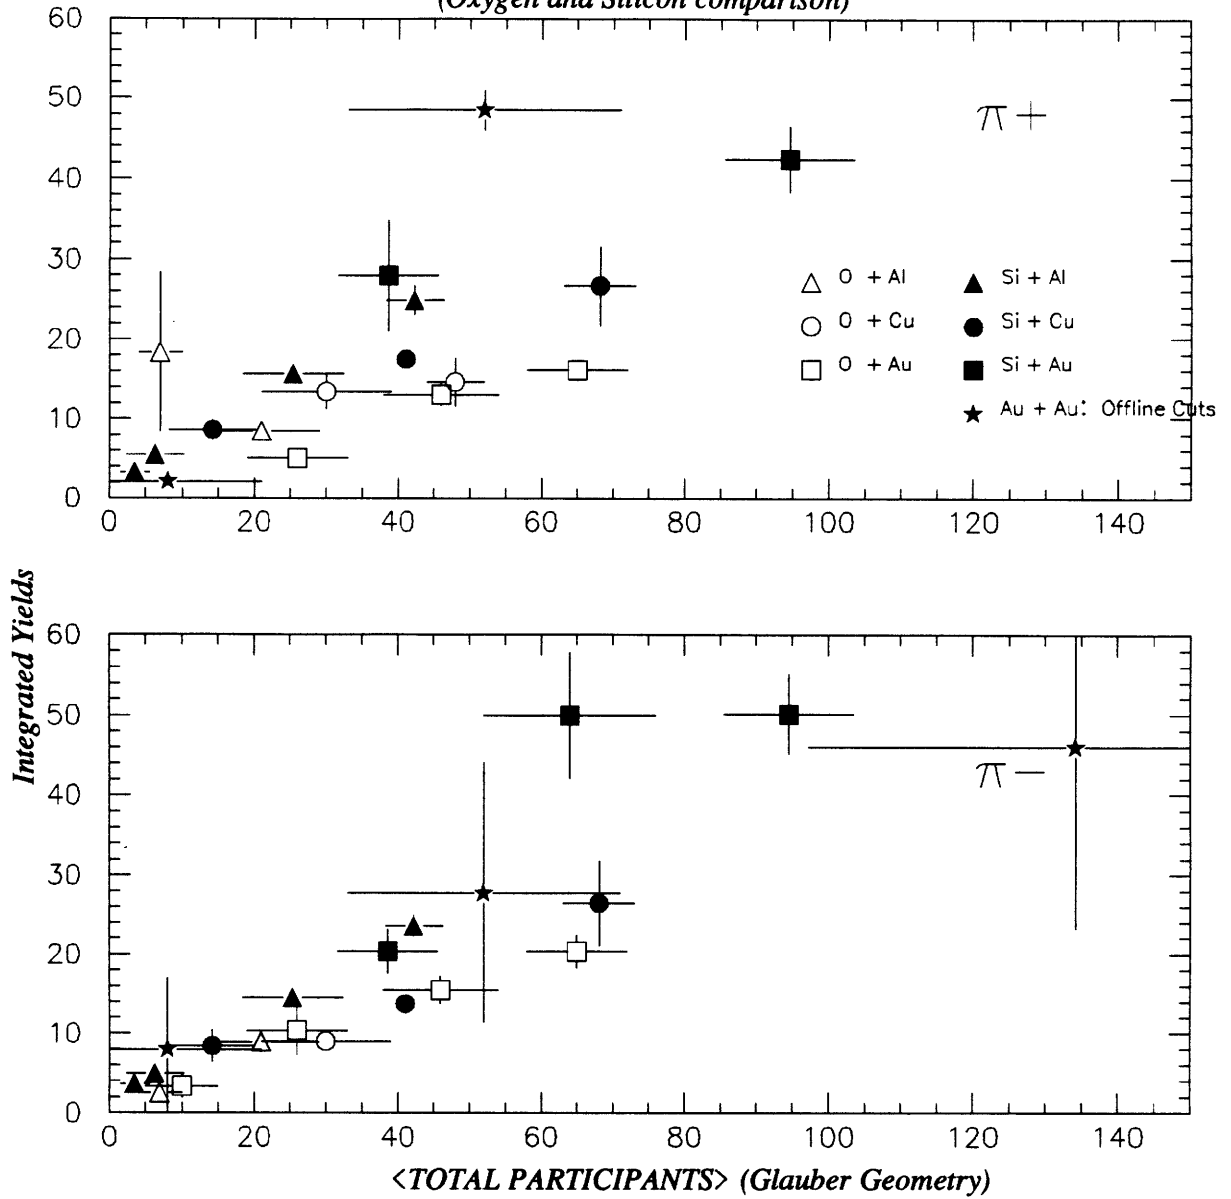 (Oxygen and Silicon comparison)
60
50
40
30
20
10
0
π +
O + Al
Si + Al
O + Cu
Si + Cu
O + Au
Si + Au
Au + Au: Offline Cuts
0 20 40 60 80 100 120 140
Integrated Yields
60
50
40
30
20
10
0
π −
0 20 40 60 80 100 120 140
<TOTAL PARTICIPANTS> (Glauber Geometry)